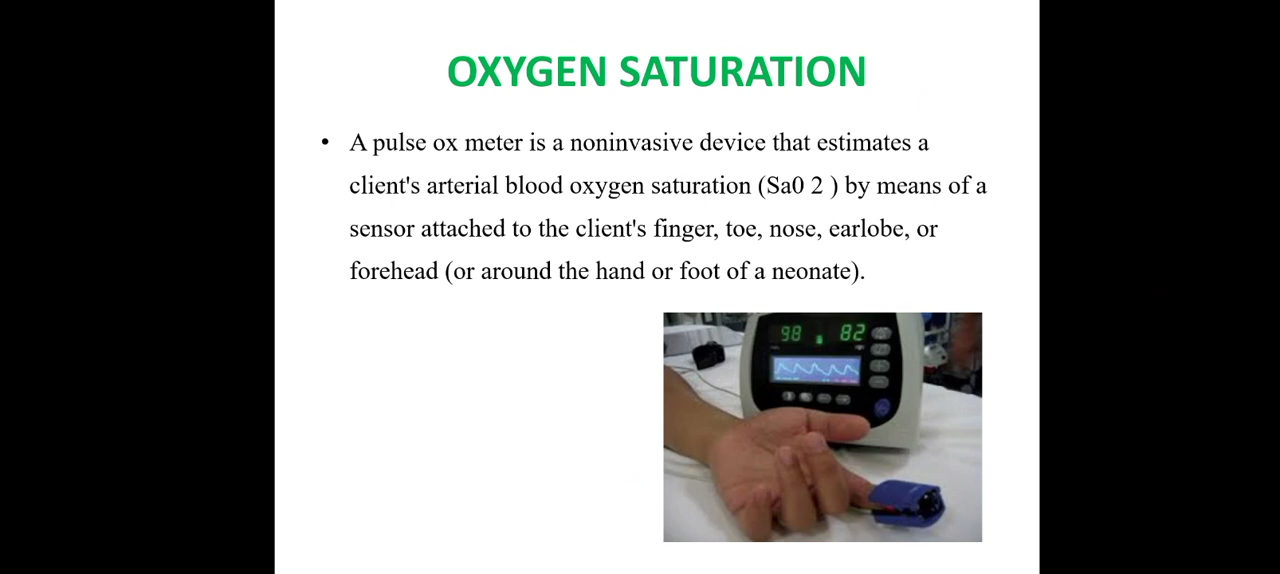 OXYGEN SATURATION
• A pulse ox meter is a noninvasive device that estimates a
client's arterial blood oxygen saturation (Sa0 2 ) by means of a
sensor attached to the client's finger, toe, nose, earlobe, or
forehead (or around the hand or foot of a neonate).
98 82